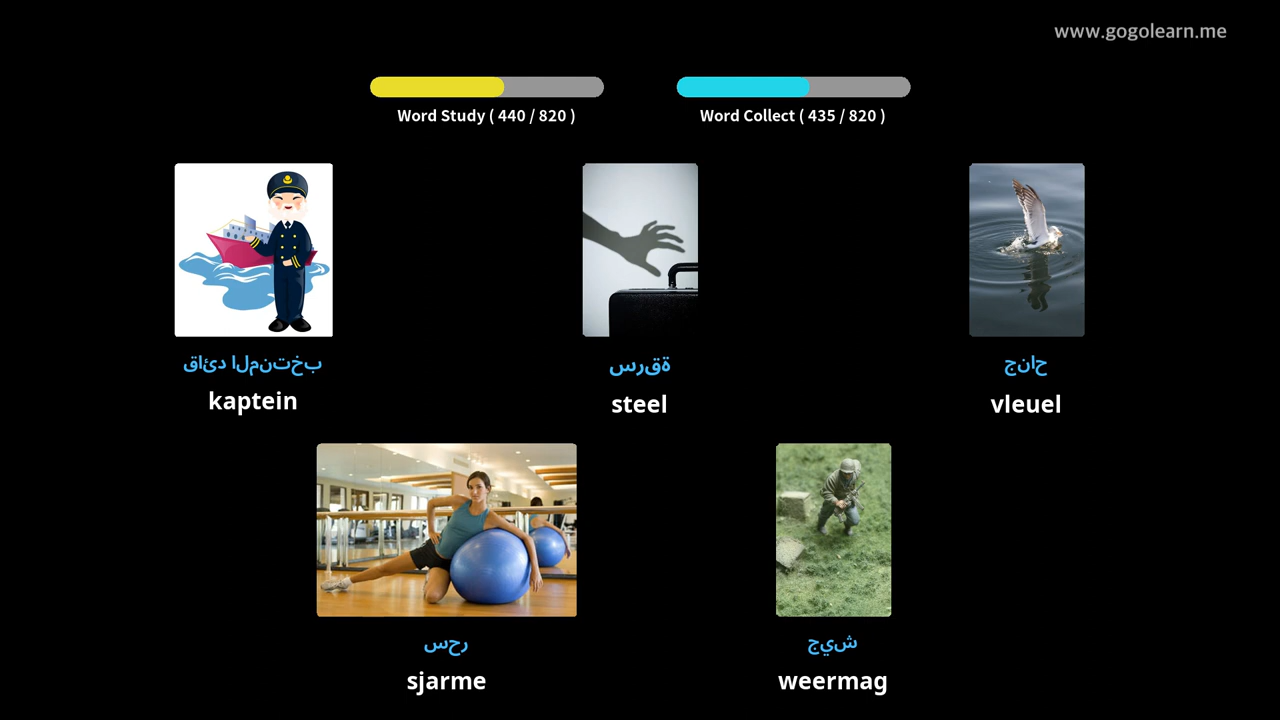 www.gogolearn.me
Word Study ( 440 / 820 )
Word Collect ( 435 / 820 )
قائد المنتخب
kaptein
سرقة
steel
جناح
vleuel
سحر
sjarme
جيش
weermag